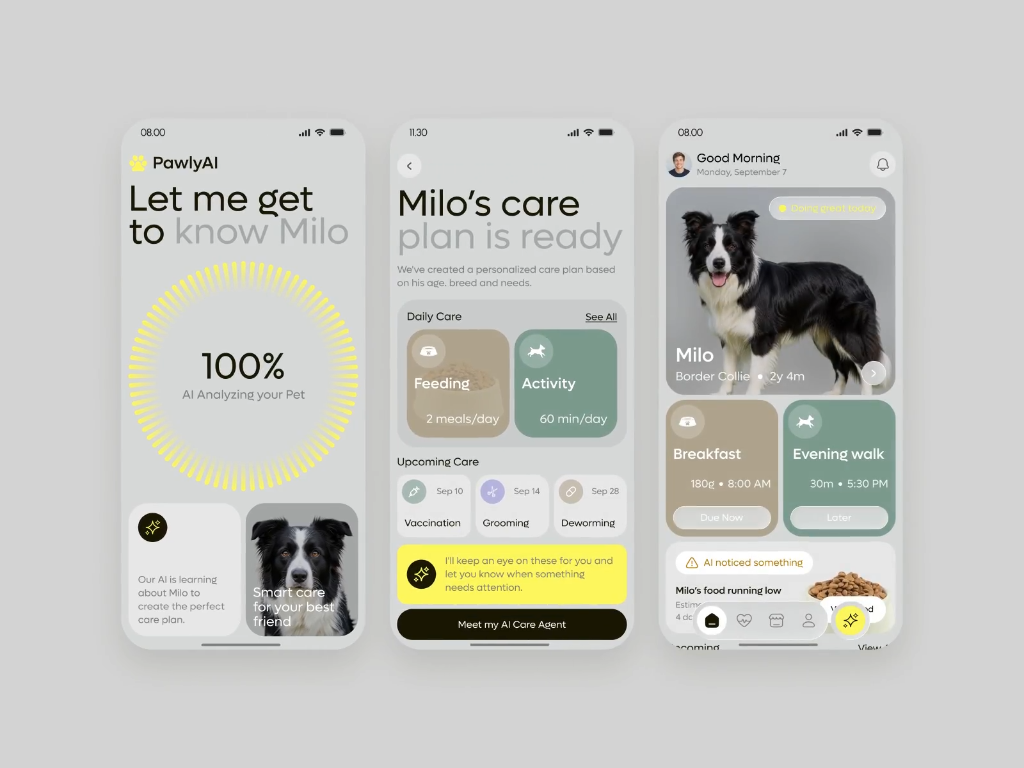 08.00
PawlyAI
Let me get
to know Milo
100%
AI Analyzing your Pet
Our AI is learning
about Milo to
create the perfect
care plan.
Smart care
for your best
friend
11.30
Milo's care
plan is ready
We've created a personalized care plan based
on his age, breed and needs.
Daily Care
See All
Feeding
2 meals/day
Activity
60 min/day
Upcoming Care
Sep 10
Vaccination
Sep 14
Grooming
Sep 28
Deworming
I'll keep an eye on these for you and
let you know when something
needs attention.
Meet my AI Care Agent
08.00
Good Morning
Monday, September 7
Doing great today
Milo
Border Collie • 2y 4m
Breakfast
180g • 8:00 AM
Due Now
Evening walk
30m • 5:30 PM
Later
AI noticed something
Milo's food running low